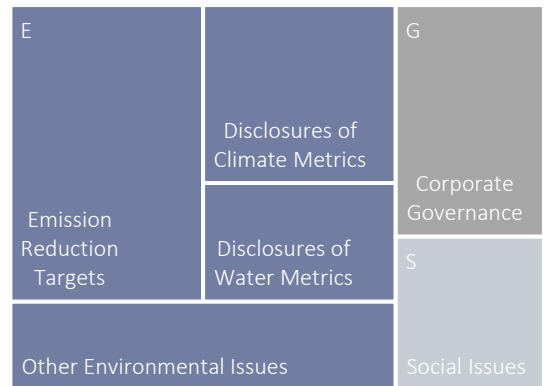 E
Emission
Reduction
Targets
Disclosures of
Climate Metrics
Disclosures of
Water Metrics
Other Environmental Issues
G
Corporate
Governance
S
Social Issues